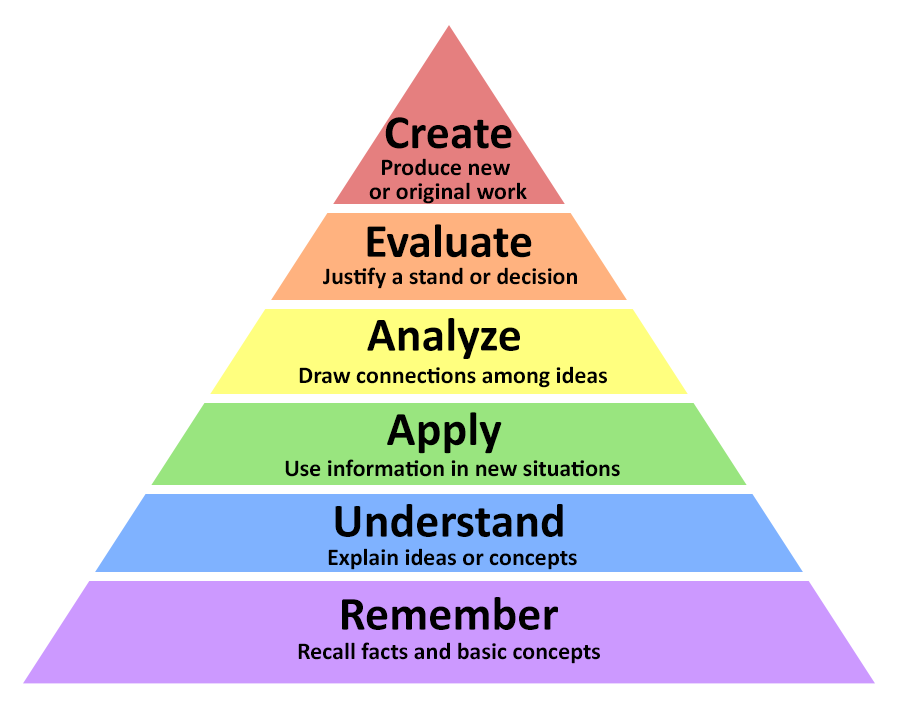 Create
Produce new
or original work
Evaluate
Justify a stand or decision
Analyze
Draw connections among ideas
Apply
Use information in new situations
Understand
Explain ideas or concepts
Remember
Recall facts and basic concepts